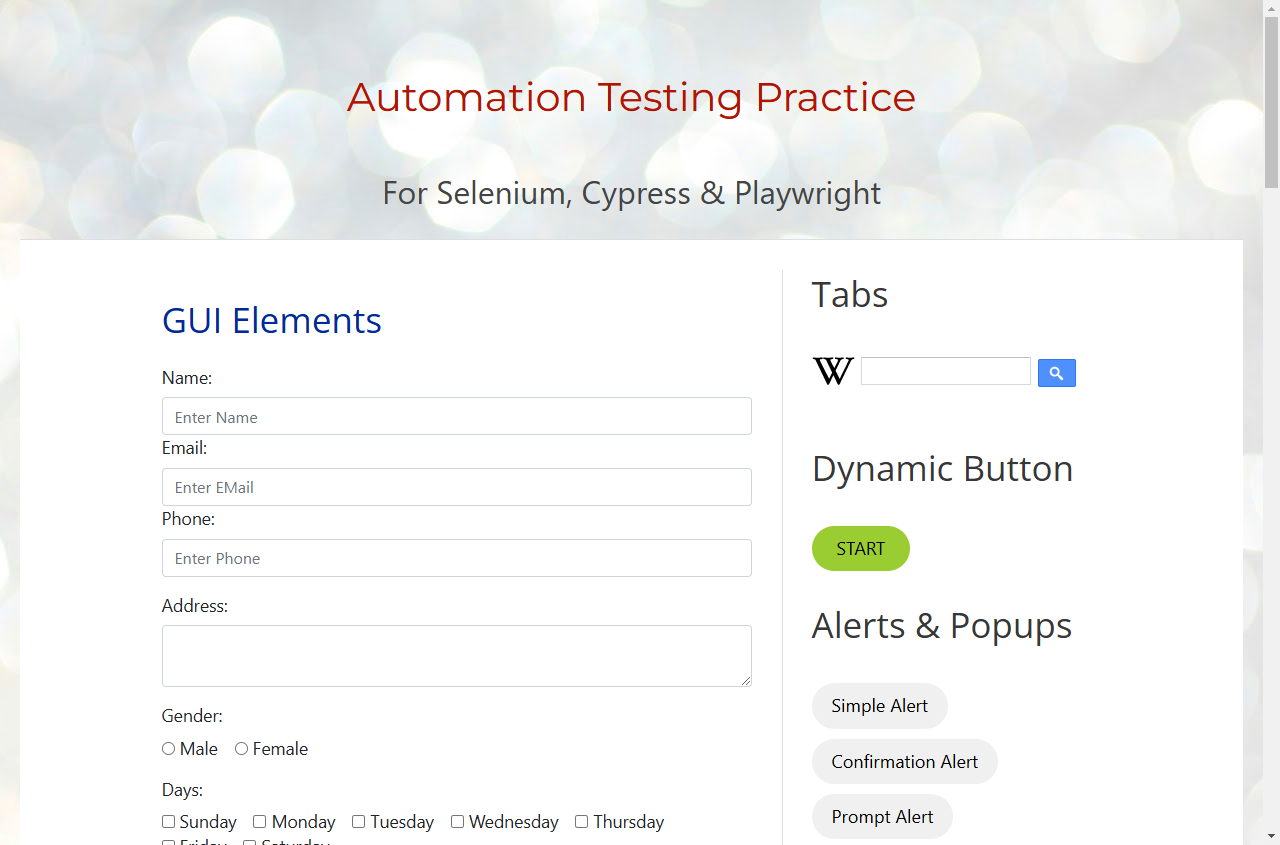 Automation Testing Practice
For Selenium, Cypress & Playwright
GUI Elements
Name:
Enter Name
Email:
Enter EMail
Phone:
Enter Phone
Address:
Gender:
Male Female
Days:
Sunday Monday Tuesday Wednesday Thursday
Friday Saturday
Tabs
W
Dynamic Button
START
Alerts & Popups
Simple Alert
Confirmation Alert
Prompt Alert